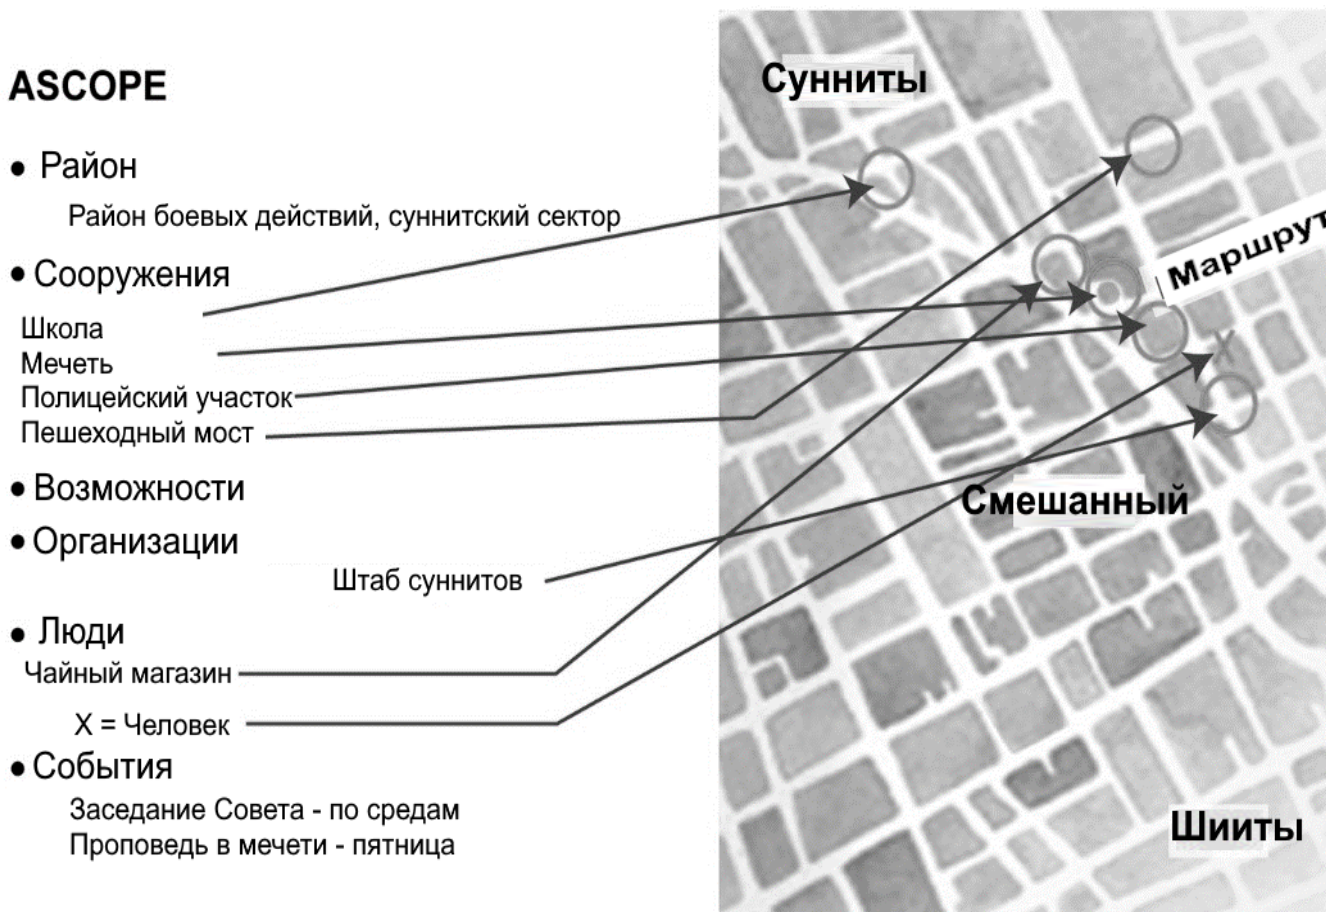 ASCOPE
• Район
Район боевых действий, суннитский сектор
• Сооружения
Школа
Мечеть
Полицейский участок
Пешеходный мост
• Возможности
• Организации
Штаб суннитов
• Люди
Чайный магазин
X = Человек
• События
Заседание Совета - по средам
Проповедь в мечети - пятница
Сунниты
Маршрут
X
Смешанный
Шииты